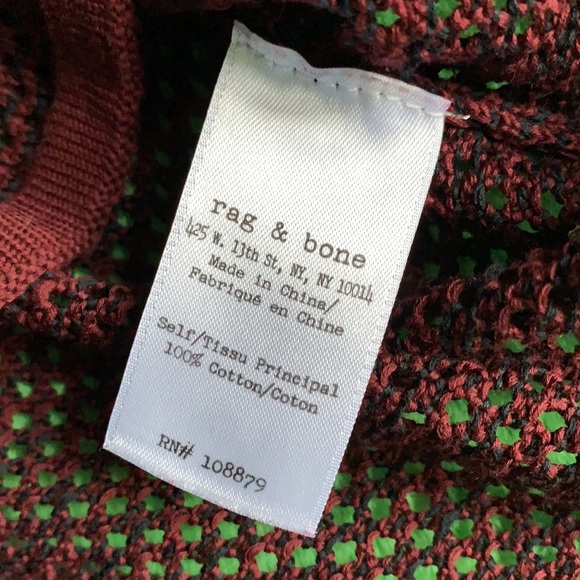 rag & bone
425 W. 13th St, NY, NY 10014
Made in China/
Fabriqué en Chine
Self/Tissu Principal
100% Cotton/Coton
RN# 108879